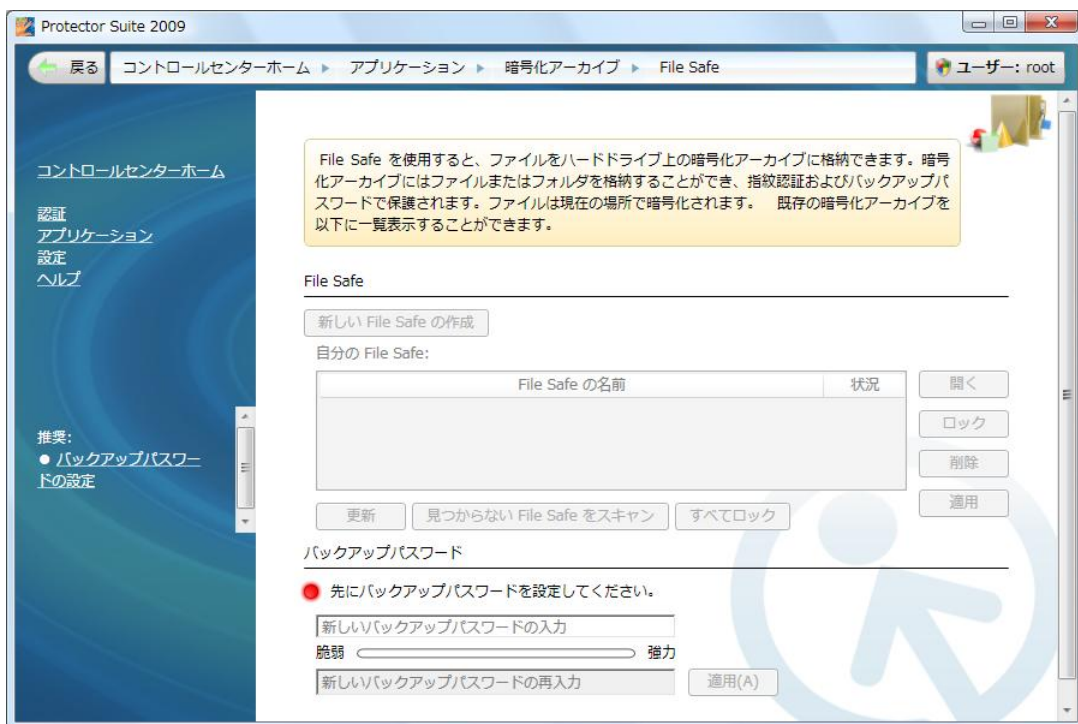 Protector Suite 2009
戻る
コントロールセンターホーム ▶ アプリケーション ▶ 暗号化アーカイブ ▶ File Safe
ユーザー: root
コントロールセンターホーム
認証
アプリケーション
設定
ヘルプ
推奨:
● バックアップパスワー
ドの設定
File Safe を使用すると、ファイルをハードドライブ上の暗号化アーカイブに格納できます。暗号
化アーカイブにはファイルまたはフォルダを格納することができ、指紋認証およびバックアップパ
スワードで保護されます。ファイルは現在の場所で暗号化されます。 既存の暗号化アーカイブを
以下に一覧表示することができます。
File Safe
新しい File Safe の作成
自分の File Safe:
File Safe の名前 状況
開く
ロック
削除
適用
更新 見つからない File Safe をスキャン すべてロック
バックアップパスワード
先にバックアップパスワードを設定してください。
新しいバックアップパスワードの入力
脆弱 強力
新しいバックアップパスワードの再入力 適用(A)